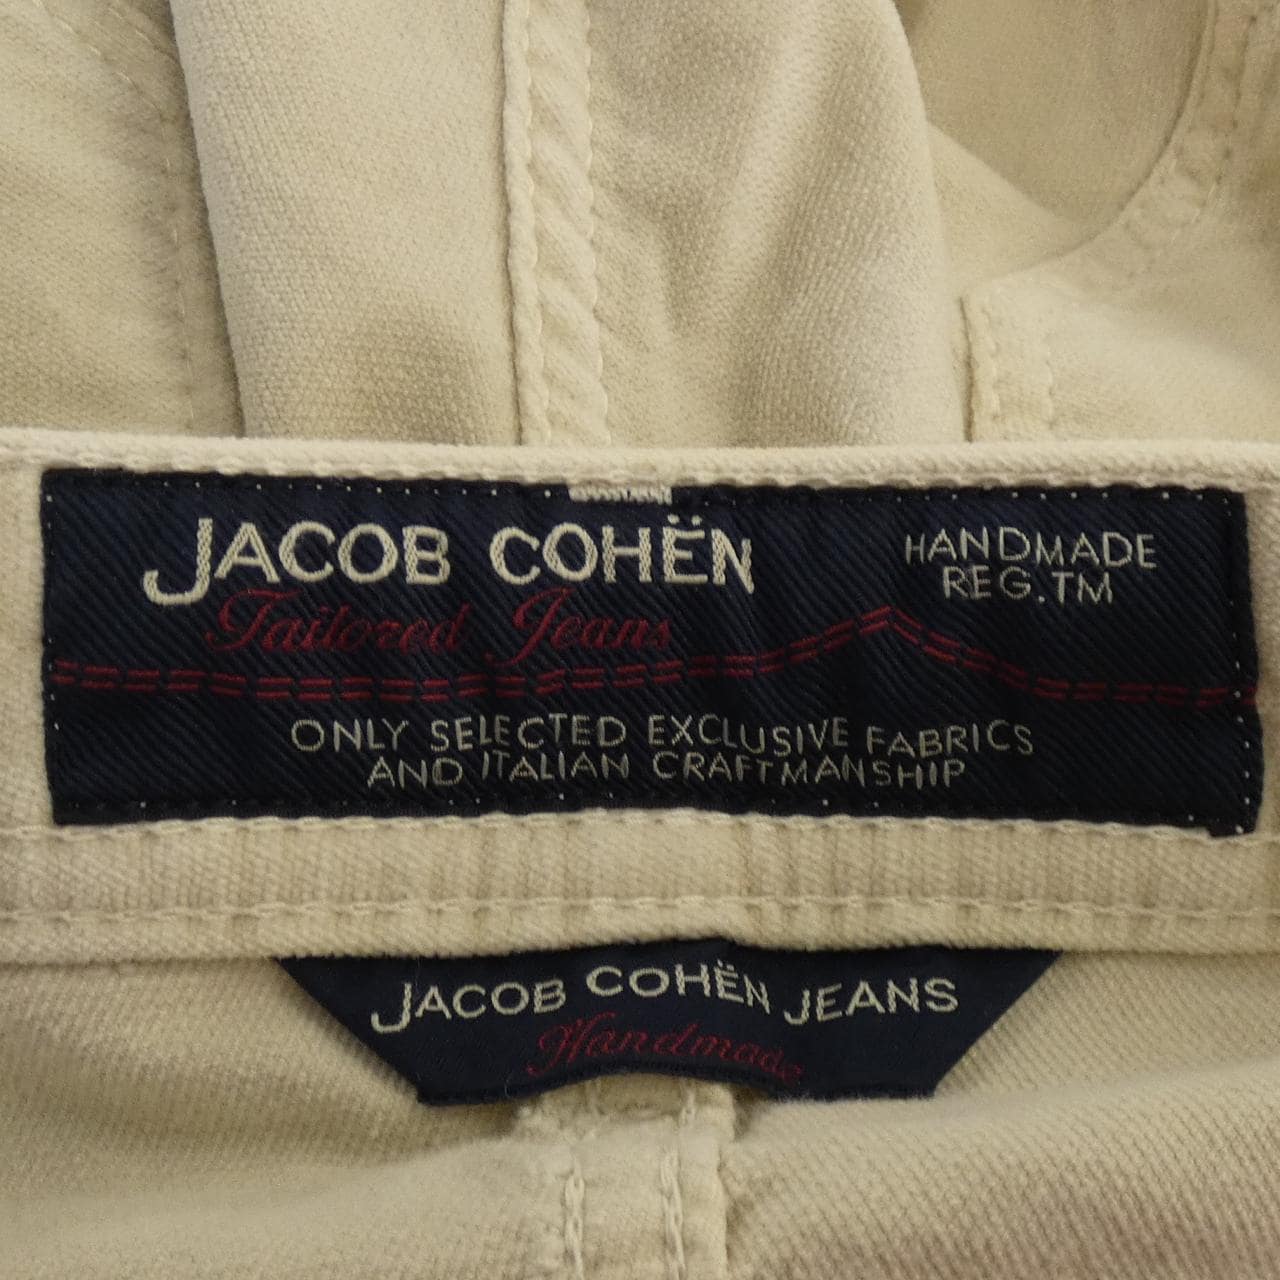 JACOB COHËN
Tailored Jeans
HANDMADE
REG.TM
ONLY SELECTED EXCLUSIVE FABRICS
AND ITALIAN CRAFTMANSHIP
JACOB COHËN JEANS
Handmade